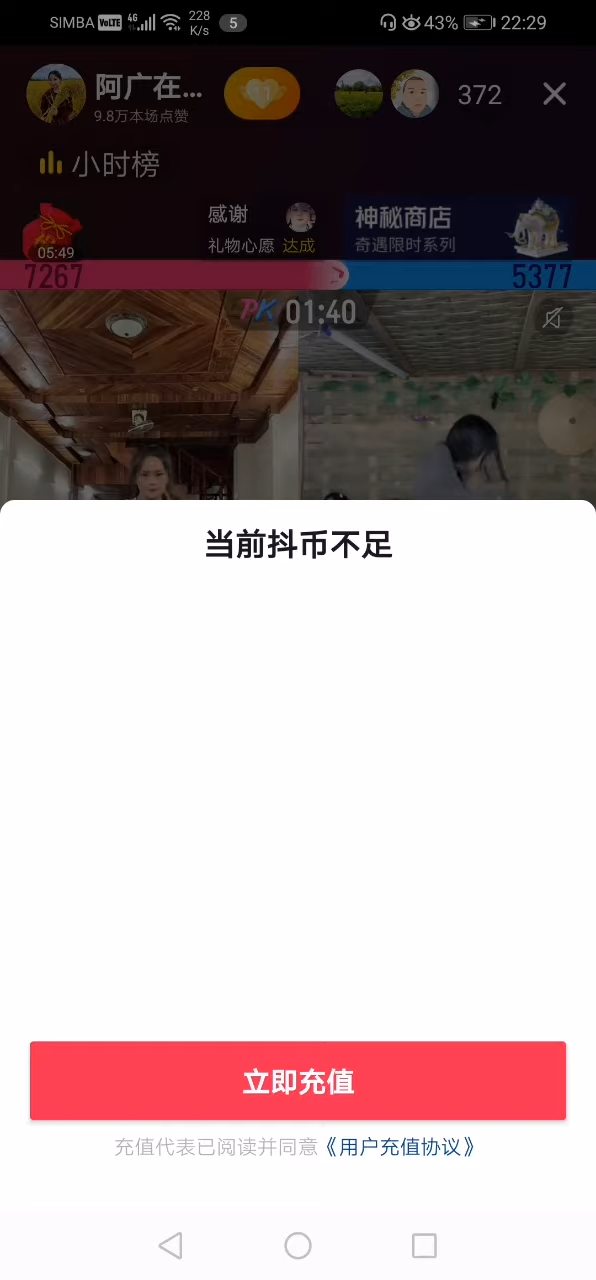 SIMBA VoLTE 4G 228 K/s 5 43% 22:29
阿广在... 11 372
9.8万本场点赞
小时榜
感谢
礼物心愿 达成
神秘商店
奇遇限时系列
05:49
7267 5377
PK 01:40
当前抖币不足
立即充值
充值代表已阅读并同意《用户充值协议》